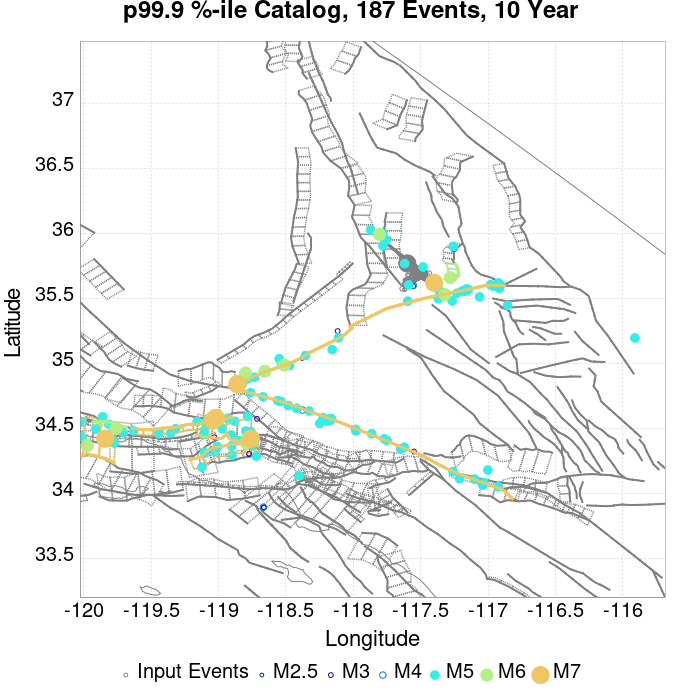 p99.9 %-ile Catalog, 187 Events, 10 Year
37
36.5
36
35.5
35
34.5
34
33.5
Latitude
-120 -119.5 -119 -118.5 -118 -117.5 -117 -116.5 -116
Longitude
Input Events M2.5 M3 M4 M5 M6 M7